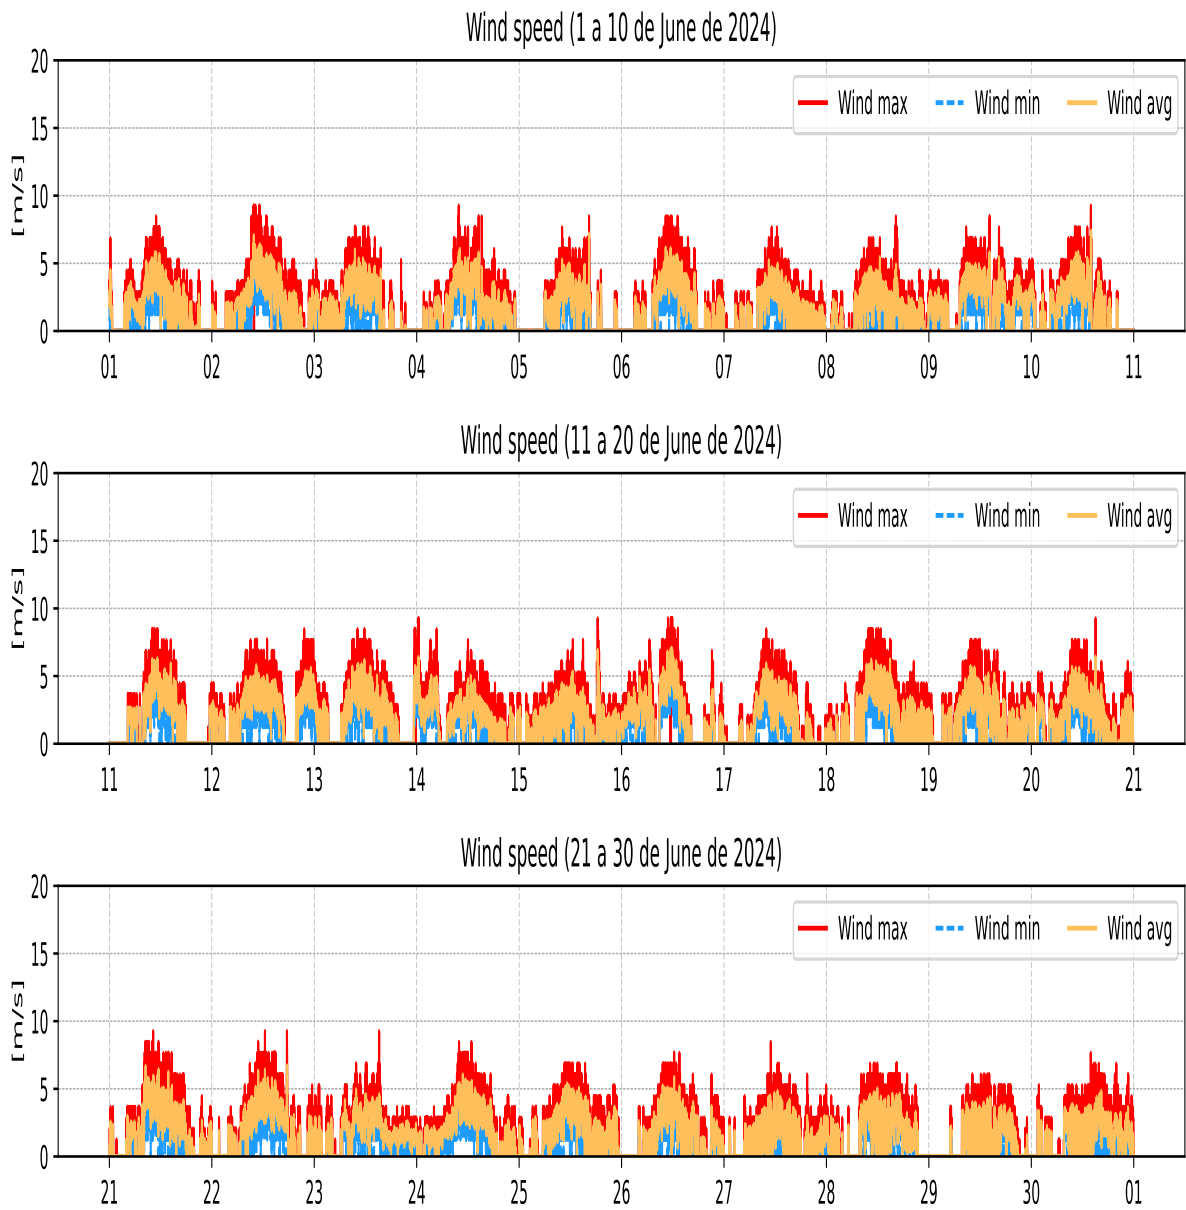 Wind speed (1 a 10 de June de 2024)
20
15
10
5
0
[m/s]
Wind max Wind min Wind avg
01 02 03 04 05 06 07 08 09 10 11
Wind speed (11 a 20 de June de 2024)
20
15
10
5
0
[m/s]
Wind max Wind min Wind avg
11 12 13 14 15 16 17 18 19 20 21
Wind speed (21 a 30 de June de 2024)
20
15
10
5
0
[m/s]
Wind max Wind min Wind avg
21 22 23 24 25 26 27 28 29 30 01